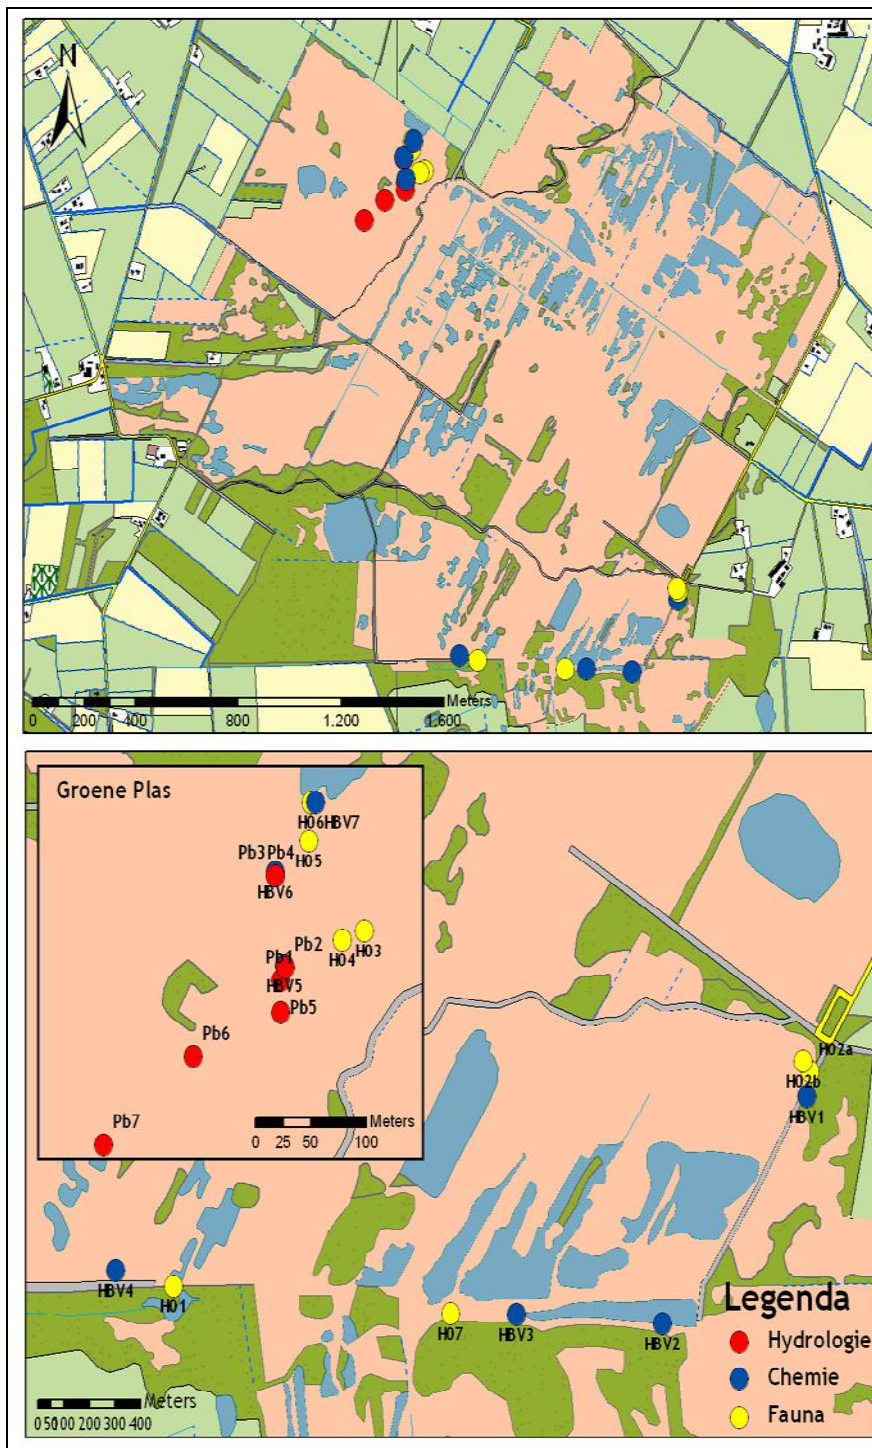 N
Meters
0 200 400 800 1.200 1.600
Groene Plas
H06 HBV7
H05
Pb3 Pb4
HBV6
H03
H04
Pb2
Pb1
HBV5
Pb5
Pb6
Pb7
Meters
0 25 50 100
H02a
H02b
HBV1
HBV4
H01
H07
HBV3
HBV2
Legenda
Hydrologie
Chemie
Fauna
Meters
0 50 100 200 300 400